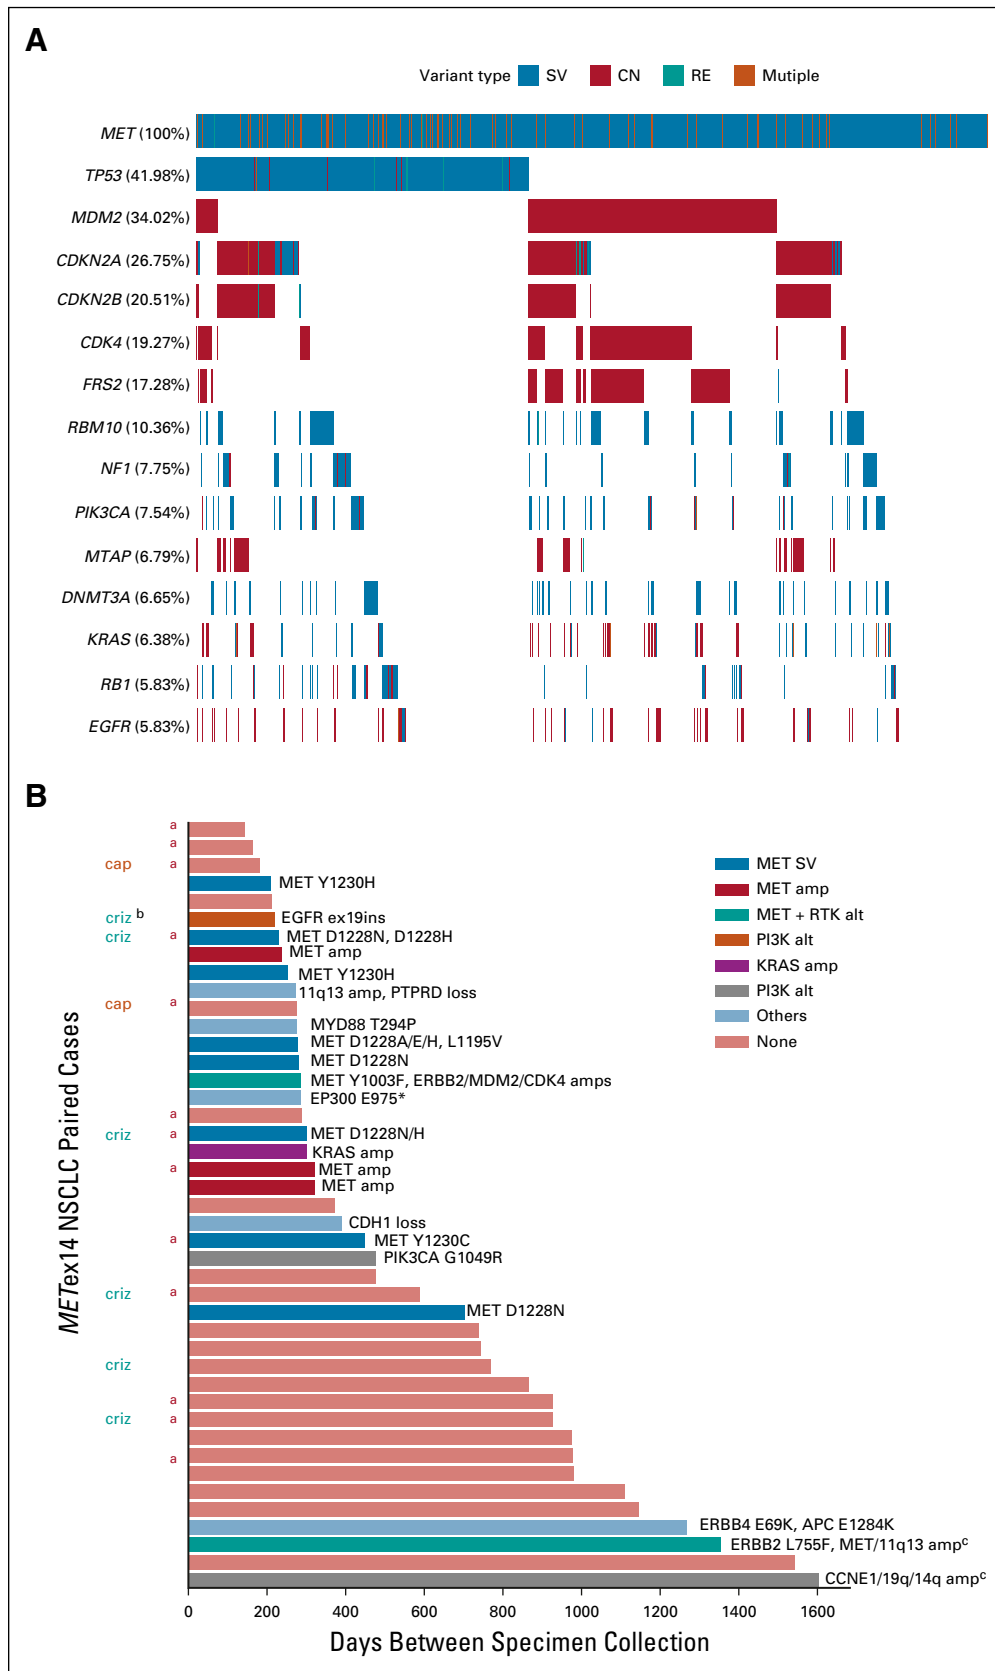 A
Variant type SV CN RE Mutiple
MET (100%)
TP53 (41.98%)
MDM2 (34.02%)
CDKN2A (26.75%)
CDKN2B (20.51%)
CDK4 (19.27%)
FRS2 (17.28%)
RBM10 (10.36%)
NF1 (7.75%)
PIK3CA (7.54%)
MTAP (6.79%)
DNMT3A (6.65%)
KRAS (6.38%)
RB1 (5.83%)
EGFR (5.83%)
B
METex14 NSCLC Paired Cases
a
a
cap a
MET Y1230H
criz b EGFR ex19ins
criz a MET D1228N, D1228H
MET amp
MET Y1230H
11q13 amp, PTPRD loss
cap a
MYD88 T294P
MET D1228A/E/H, L1195V
MET D1228N
MET Y1003F, ERBB2/MDM2/CDK4 amps
EP300 E975*
a
criz a MET D1228N/H
KRAS amp
a MET amp
MET amp
CDH1 loss
a MET Y1230C
PIK3CA G1049R
criz a
MET D1228N
criz
a
criz a
a
ERBB4 E69K, APC E1284K
ERBB2 L755F, MET/11q13 ampc
CCNE1/19q/14q ampc
MET SV
MET amp
MET + RTK alt
PI3K alt
KRAS amp
PI3K alt
Others
None
0 200 400 600 800 1000 1200 1400 1600
Days Between Specimen Collection